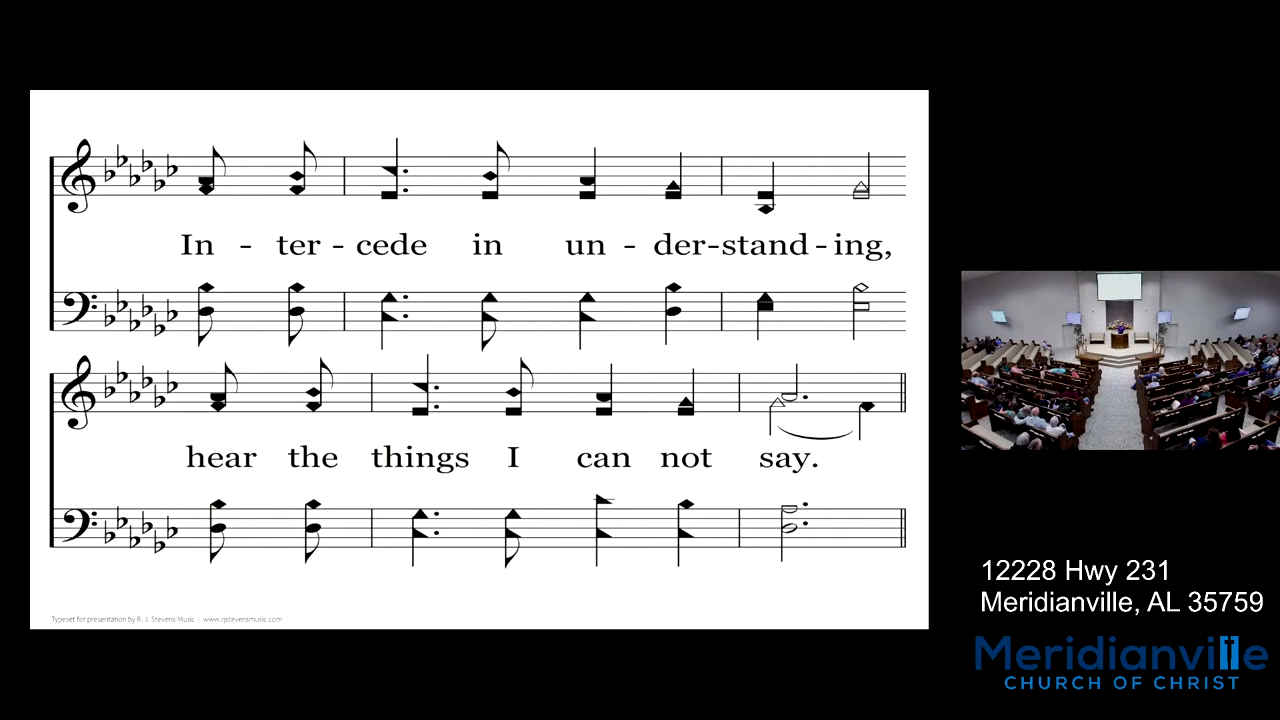 In - ter - cede in un - der-stand - ing,
hear the things I can not say.
Typeset for presentation by R. J. Stevens Music - www.rjstevensmusic.com
12228 Hwy 231
Meridianville, AL 35759
Meridianville
CHURCH OF CHRIST